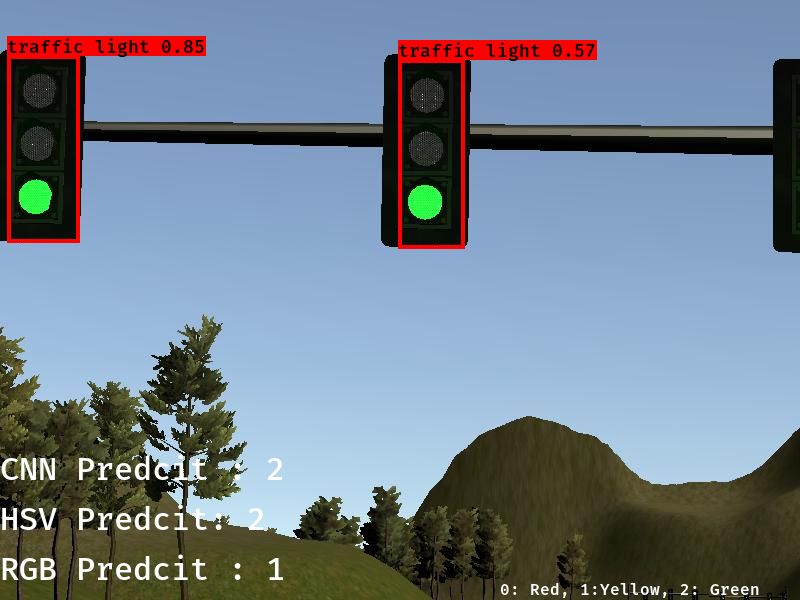 traffic light 0.85
traffic light 0.57
CNN Predcit : 2
HSV Predcit: 2
RGB Predcit : 1
0: Red, 1:Yellow, 2: Green